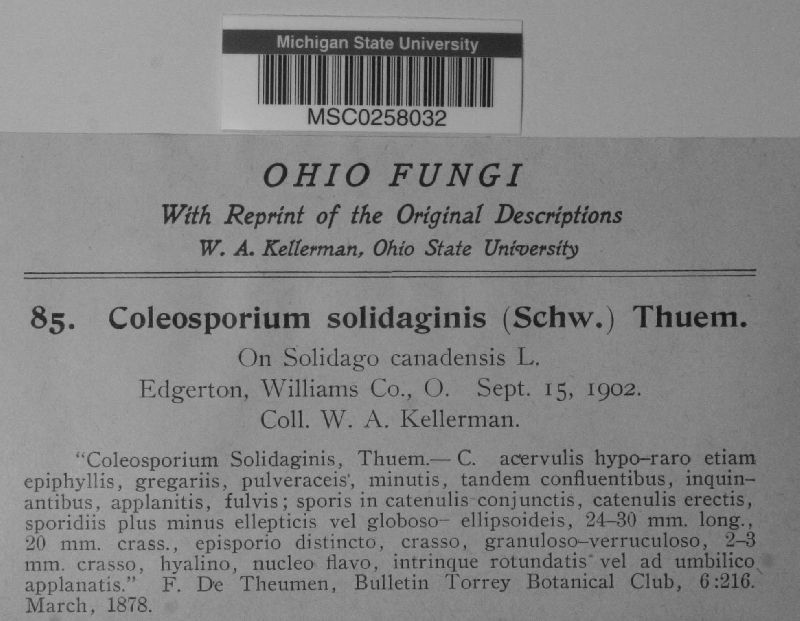 Michigan State University
MSC0258032
OHIO FUNGI
With Reprint of the Original Descriptions
W. A. Kellerman, Ohio State University
85. Coleosporium solidaginis (Schw.) Thuem.
On Solidago canadensis L.
Edgerton, Williams Co., O. Sept. 15, 1902.
Coll. W. A. Kellerman.
"Coleosporium Solidaginis, Thuem.— C. acervulis hypo-raro etiam
epiphyllis, gregariis, pulveraceis, minutis, tandem confluentibus, inquin-
antibus, applanitis, fulvis; sporis in catenulis conjunctis, catenulis erectis,
sporidiis plus minus ellepticis vel globoso- ellipsoideis, 24-30 mm. long.,
20 mm. crass., episporio distincto, crasso, granuloso-verruculoso, 2-3
mm. crasso, hyalino, nucleo flavo, intrinque rotundatis vel ad umbilico
applanatis." F. De Theumen, Bulletin Torrey Botanical Club, 6:216.
March, 1878.